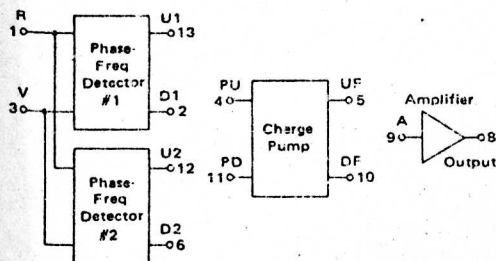 R
1
V
3
Phase-
Freq
Detector
#1
U1
13
D1
2
Phase-
Freq
Detector
#2
U2
12
D2
6
PU
4
PD
11
Charge
Pump
UF
5
DF
10
Amplifier
A
9
8
Output